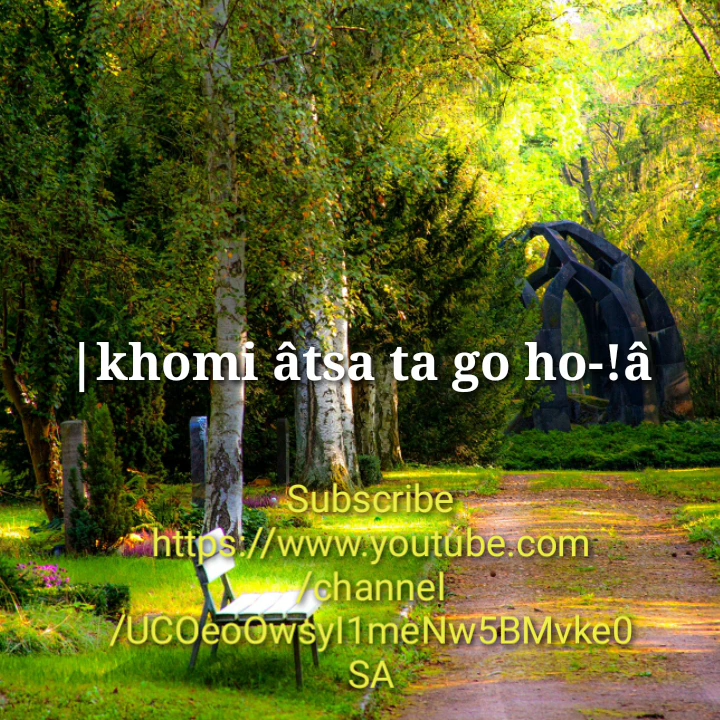 |khomi âtsa ta go ho-!â
Subscribe
https://www.youtube.com
/channel
/UCOeoOwsyI1meNw5BMvke0
SA